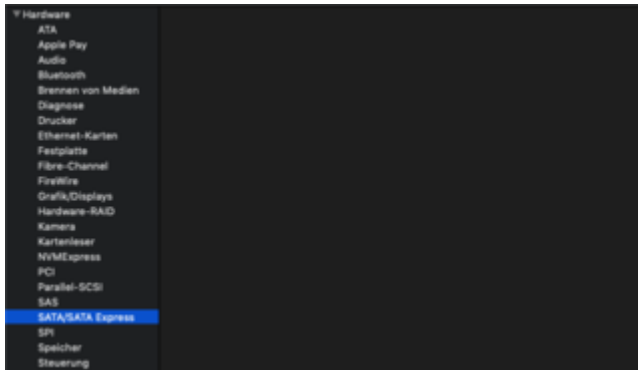 Hardware
ATA
Apple Pay
Audio
Bluetooth
Brennen von Medien
Diagnose
Drucker
Ethernet-Karten
Festplatte
Fibre-Channel
FireWire
Grafik/Displays
Hardware-RAID
Kamera
Kartenleser
NVMExpress
PCI
Parallel-SCSI
SAS
SATA/SATA Express
SPI
Speicher
Steuerung